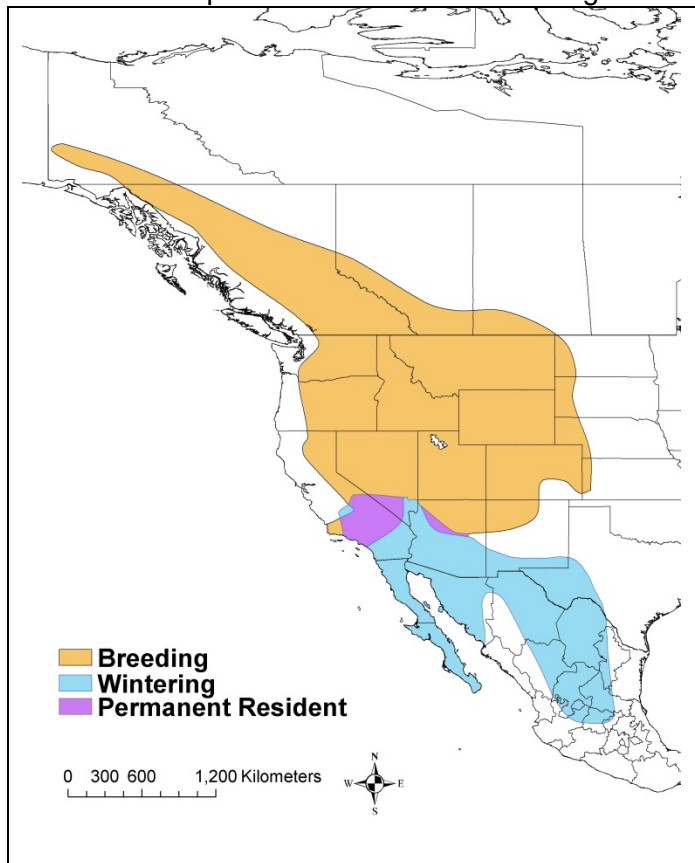 Breeding
Wintering
Permanent Resident
0 300 600 1,200 Kilometers
N
W E
S